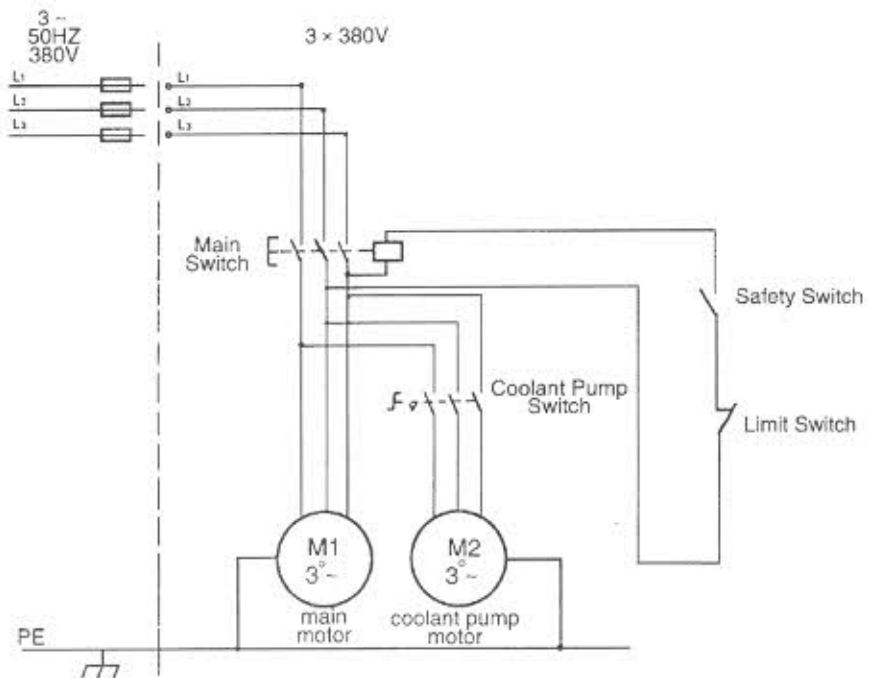 3 ~
50HZ
380V
3 × 380V
L1
L1
L2
L2
L3
L3
Main
Switch
Safety Switch
Coolant Pump
Switch
Limit Switch
M1
3~
M2
3~
main
motor
coolant pump
motor
PE